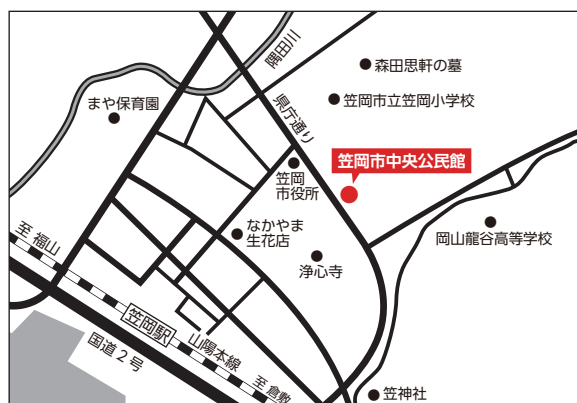 隅田川
森田思軒の墓
まや保育園
笠岡市立笠岡小学校
県庁通り
笠岡市中央公民館
笠岡
市役所
なかやま
生花店
岡山龍谷高等学校
浄心寺
至 福山
笠岡駅
山陽本線
国道2号
至 倉敷
笠神社